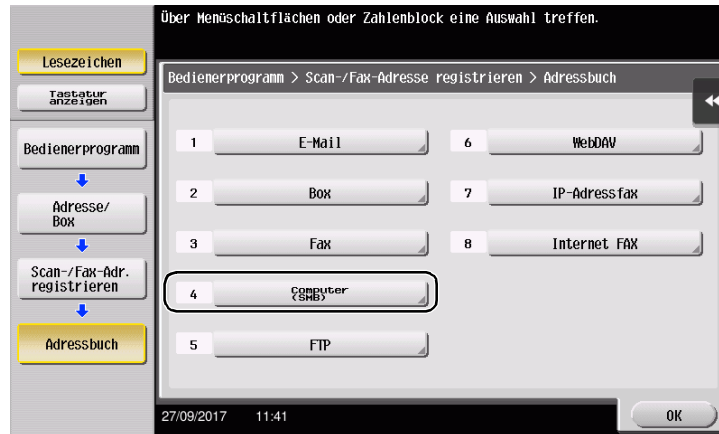 Über Menüschaltflächen oder Zahlenblock eine Auswahl treffen.
Lesezeichen
Tastatur
anzeigen
Bedienerprogramm
Adresse/
Box
Scan-/Fax-Adr.
registrieren
Adressbuch
Bedienerprogramm > Scan-/Fax-Adresse registrieren > Adressbuch
1 E-Mail
2 Box
3 Fax
4 Computer
(SMB)
5 FTP
6 WebDAV
7 IP-Adressfax
8 Internet FAX
27/09/2017 11:41
OK